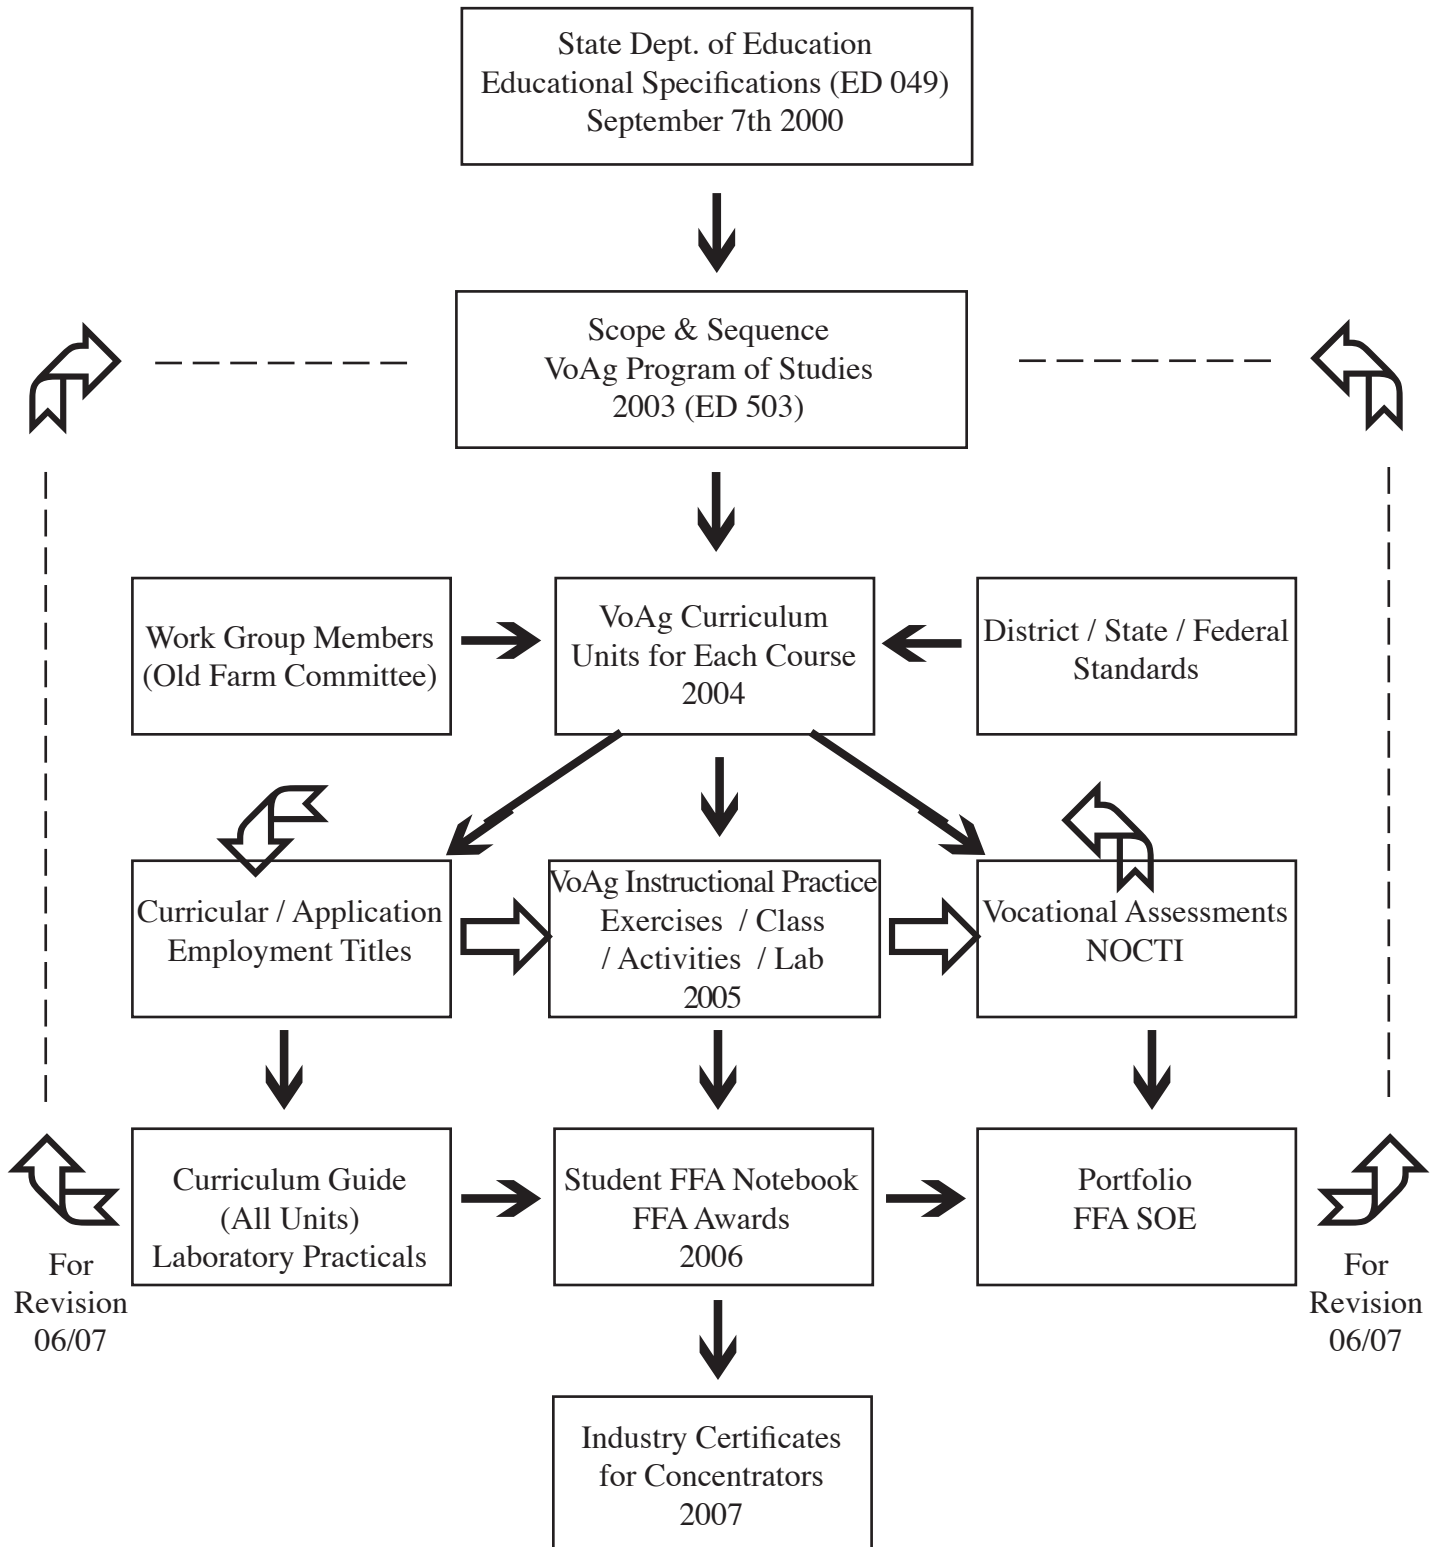 State Dept. of Education
Educational Specifications (ED 049)
September 7th 2000
Scope & Sequence
VoAg Program of Studies
2003 (ED 503)
Work Group Members
(Old Farm Committee)
VoAg Curriculum
Units for Each Course
2004
District / State / Federal
Standards
Curricular / Application
Employment Titles
VoAg Instructional Practice
Exercises / Class
/ Activities / Lab
2005
Vocational Assessments
NOCTI
Curriculum Guide
(All Units)
Laboratory Practicals
Student FFA Notebook
FFA Awards
2006
Portfolio
FFA SOE
For
Revision
06/07
For
Revision
06/07
Industry Certificates
for Concentrators
2007